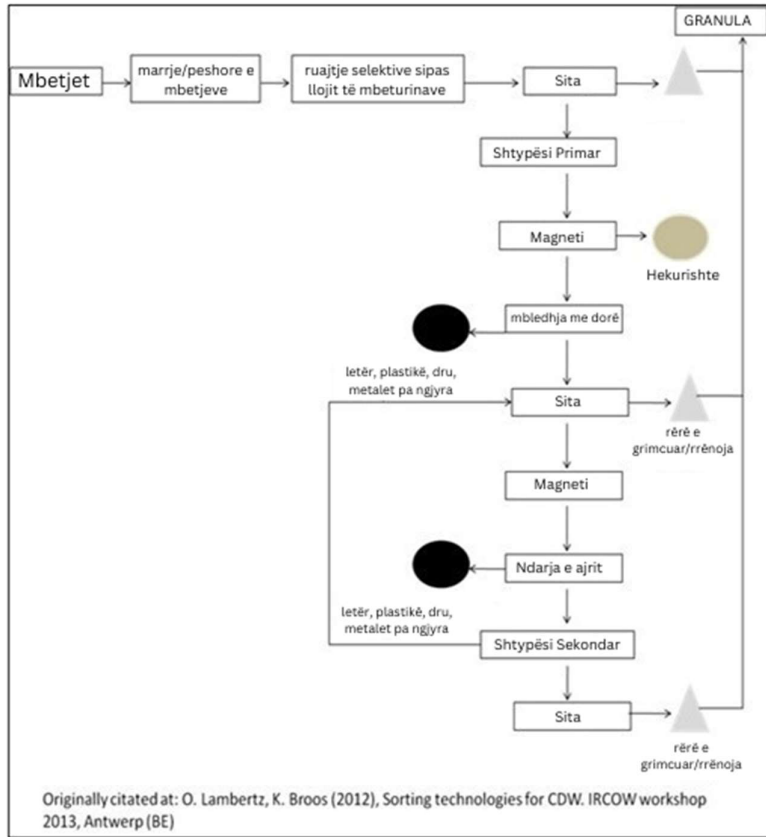 GRANULA
Mbetjet
marrje/peshore e
mbetjeve
ruajtje selektive sipas
llojit të mbeturinave
Sita
Shtypësi Primar
Magneti
Hekurishte
mbledhja me dorë
letër, plastikë, dru,
metalet pa ngjyra
Sita
rërë e
grimcuar/rrënoja
Magneti
Ndarja e ajrit
letër, plastikë, dru,
metalet pa ngjyra
Shtypësi Sekondar
Sita
rërë e
grimcuar/rrënoja
Originally citated at: O. Lambertz, K. Broos (2012), Sorting technologies for CDW. IRCOW workshop
2013, Antwerp (BE)